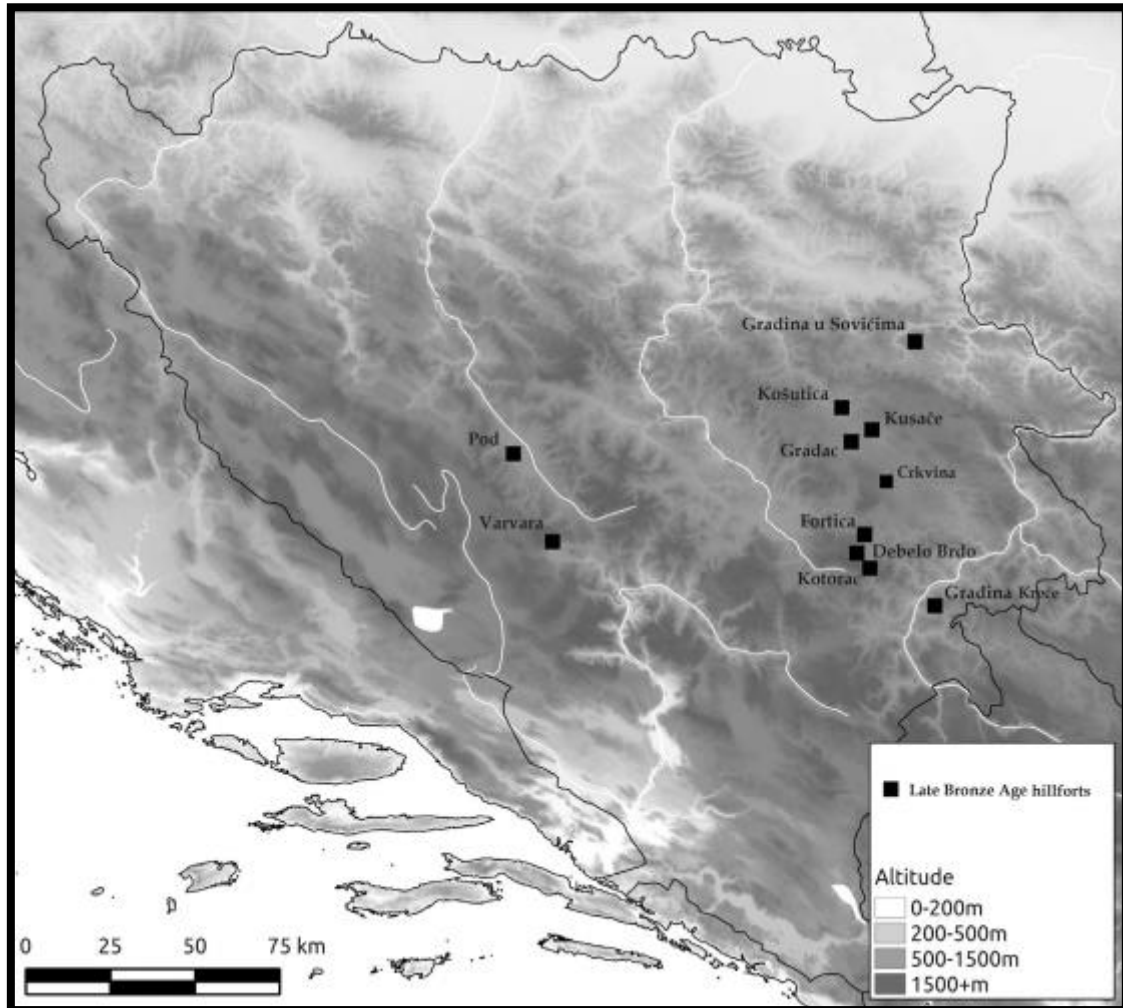 Gradina u Sovićima
Košutica
Kusače
Gradac
Pod
Crkvina
Varvara
Fortica
Debelo Brdo
Kotorac
Gradina Kreče
Late Bronze Age hillforts
Altitude
0-200m
200-500m
500-1500m
1500+m
0 25 50 75 km